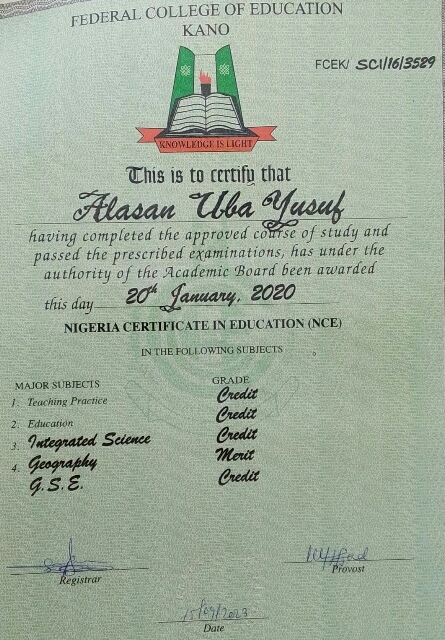 FEDERAL COLLEGE OF EDUCATION
KANO
FCEK/ SCI/16/3529
KNOWLEDGE IS LIGHT
This is to certify that
Alasan Uba Yusuf
having completed the approved course of study and
passed the prescribed examinations, has under the
authority of the Academic Board been awarded
this day 20th January, 2020
NIGERIA CERTIFICATE IN EDUCATION (NCE)
IN THE FOLLOWING SUBJECTS
MAJOR SUBJECTS GRADE
1. Teaching Practice Credit
2. Education Credit
3. Integrated Science Credit
4. Geography Merit
G.S.E. Credit
Registrar
Provost
Date